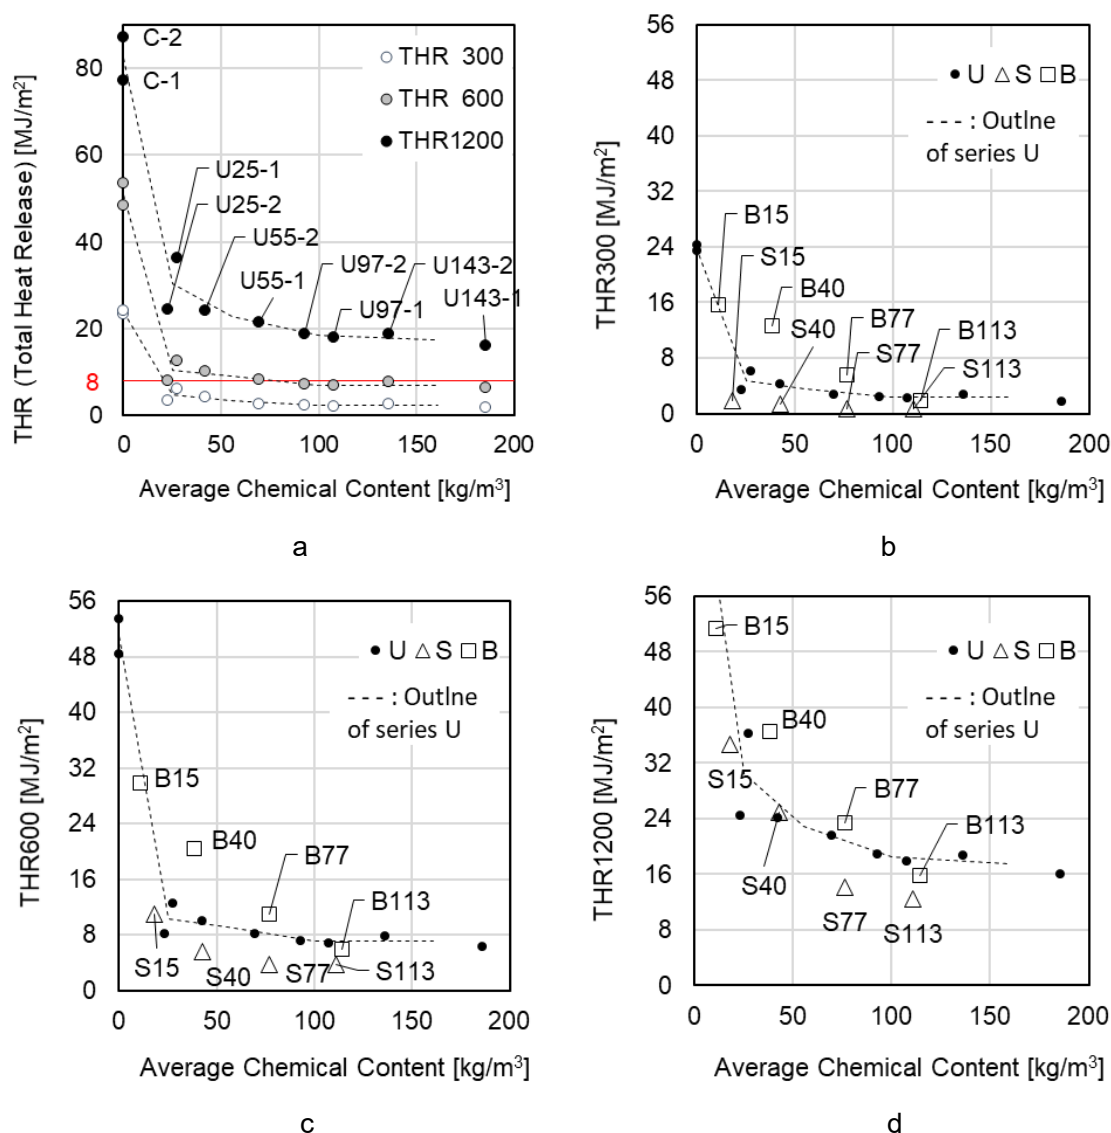 C-2
C-1
THR 300
THR 600
THR1200
U25-1
U25-2
U55-2
U55-1
U97-2
U97-1
U143-2
U143-1
80
60
40
20
8
0
0 50 100 150 200
THR (Total Heat Release) [MJ/m²]
Average Chemical Content [kg/m³]
a
56
48
40
32
24
16
8
0
0 50 100 150 200
THR300 [MJ/m²]
U S B
: Outlne
of series U
B15
S15
B40
S40
B77
S77
B113
S113
Average Chemical Content [kg/m³]
b
56
48
40
32
24
16
8
0
0 50 100 150 200
THR600 [MJ/m²]
U S B
: Outlne
of series U
B15
B40
B77
B113
S15
S40
S77
S113
Average Chemical Content [kg/m³]
c
56
48
40
32
24
16
8
0
0 50 100 150 200
THR1200 [MJ/m²]
U S B
: Outlne
of series U
B15
B40
S15
B77
B113
S40
S77
S113
Average Chemical Content [kg/m³]
d